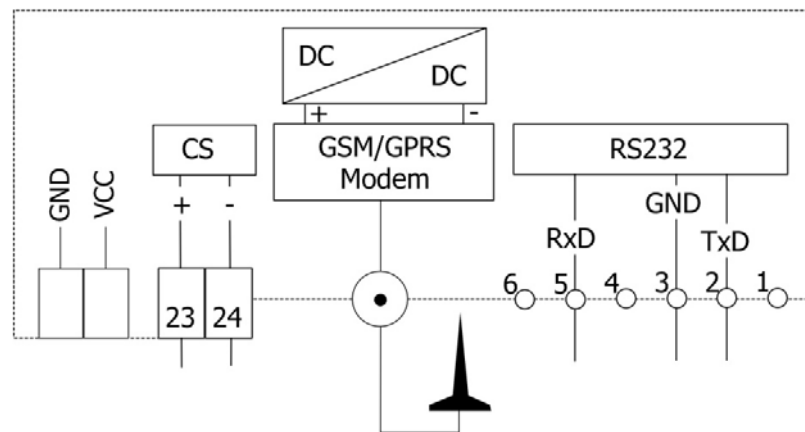 DC
DC
+ -
CS
GSM/GPRS
Modem
RS232
GND
VCC
+ -
GND
RxD
TxD
6 5 4 3 2 1
23 24